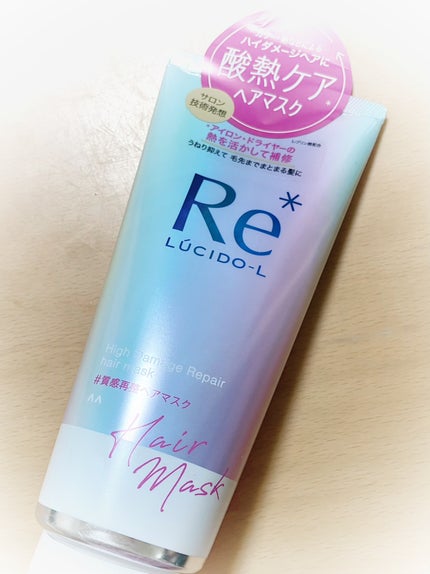 ハイダメージヘアに
酸熱ケア*
ヘアマスク
サロン
技術発想
*アイロン・ドライヤーの
熱を活かして補修
うねり抑えて 毛先までまとまる髪に
Re*
LÚCIDO-L
High Damage Repair
hair mask
#質感再整ヘアマスク
Hair
Mask